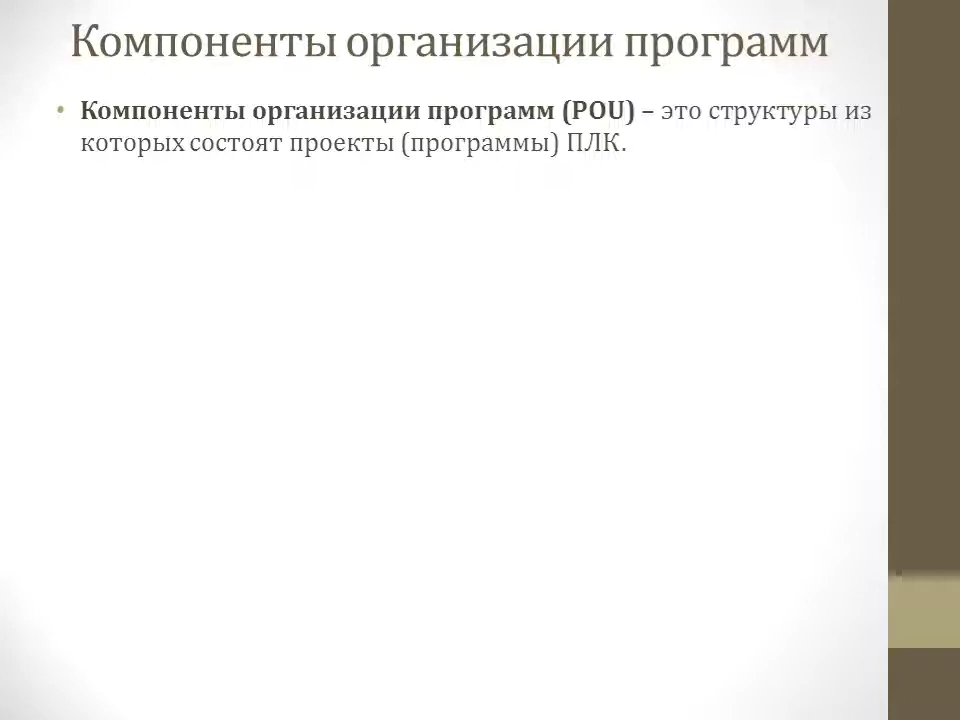 Компоненты организации программ
• Компоненты организации программ (POU) – это структуры из
которых состоят проекты (программы) ПЛК.